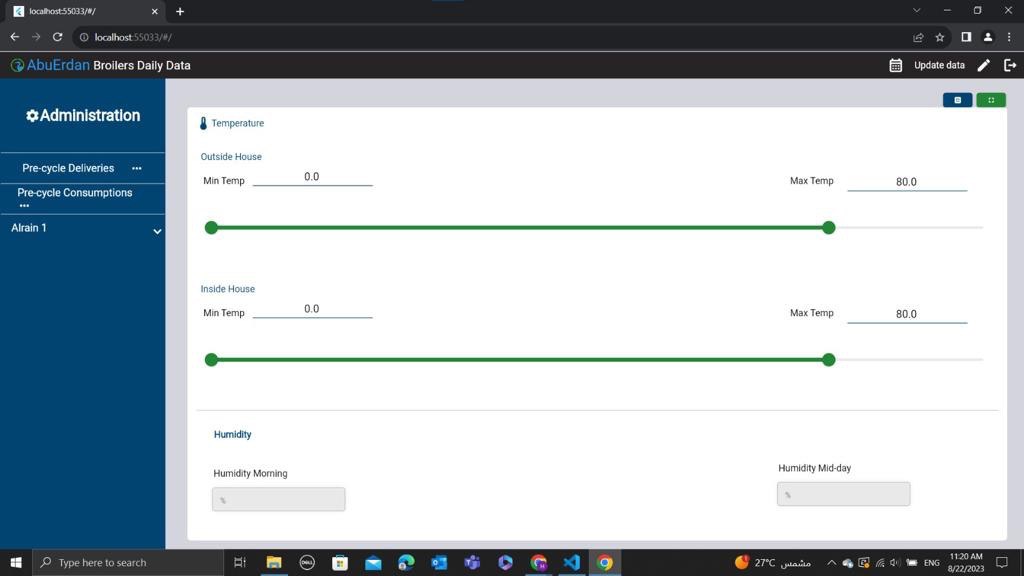 localhost:55033/#/
localhost:55033/#/
AbuErdan Broilers Daily Data
Update data
Administration
Pre-cycle Deliveries
Pre-cycle Consumptions
Alrain 1
Temperature
Outside House
Min Temp 0.0
Max Temp 80.0
Inside House
Min Temp 0.0
Max Temp 80.0
Humidity
Humidity Morning
%
Humidity Mid-day
%
Type here to search
DELL
27°C مشمس
ENG
11:20 AM
8/22/2023